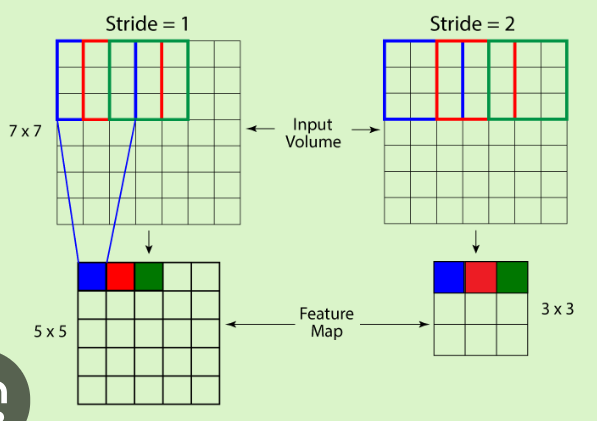 Stride = 1
Stride = 2
7 x 7
Input
Volume
Feature
Map
5 x 5
3 x 3